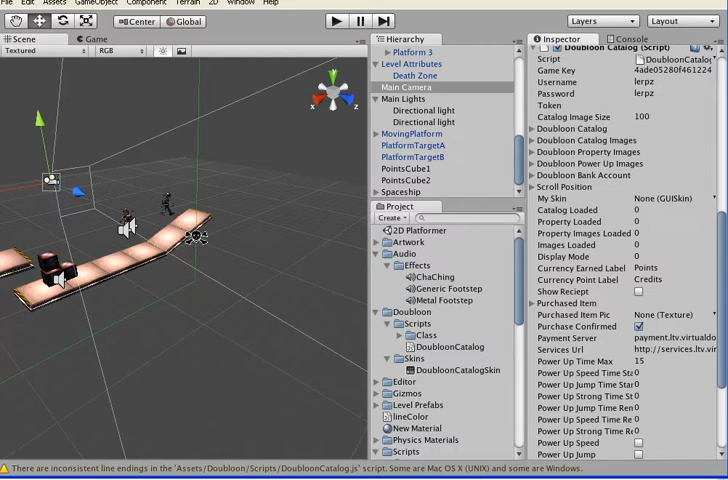 File Edit Assets GameObject Component Terrain 2D Window Help
Center Global
Layers Layout
Scene Game
Textured RGB
y
x z
Hierarchy
Platform 3
Level Attributes
Death Zone
Main Camera
Main Lights
Directional light
Directional light
MovingPlatform
PlatformTargetA
PlatformTargetB
PointsCube1
PointsCube2
Spaceship
Project
Create
2D Platformer
Artwork
Audio
Effects
ChaChing
Generic Footstep
Metal Footstep
Doubloon
Scripts
Class
DoubloonCatalog
Skins
DoubloonCatalogSkin
Editor
Gizmos
Level Prefabs
lineColor
New Material
Physics Materials
Scripts
Inspector Console
Doubloon Catalog (Script)
Script DoubloonCatalog
Game Key 4ade05280f461224
Username lerpz
Password lerpz
Token
Catalog Image Size 100
Doubloon Catalog
Doubloon Catalog Images
Doubloon Property Images
Doubloon Power Up Images
Doubloon Bank Account
Scroll Position
My Skin None (GUISkin)
Catalog Loaded 0
Property Loaded 0
Property Images Loaded 0
Images Loaded 0
Display Mode 0
Currency Earned Label Points
Currency Point Label Credits
Show Reciept
Purchased Item
Purchased Item Pic None (Texture)
Purchase Confirmed
Payment Server payment.ltv.virtualdo
Services Url http://services.ltv.vir
Power Up Time Max 15
Power Up Speed Time Star 0
Power Up Jump Time Star 0
Power Up Strong Time St 0
Power Up Jump Time Ren 0
Power Up Speed Time Re 0
Power Up Strong Time Re 0
Power Up Speed
Power Up Jump
There are inconsistent line endings in the 'Assets/Doubloon/Scripts/DoubloonCatalog.js' script. Some are Mac OS X (UNIX) and some are Windows.